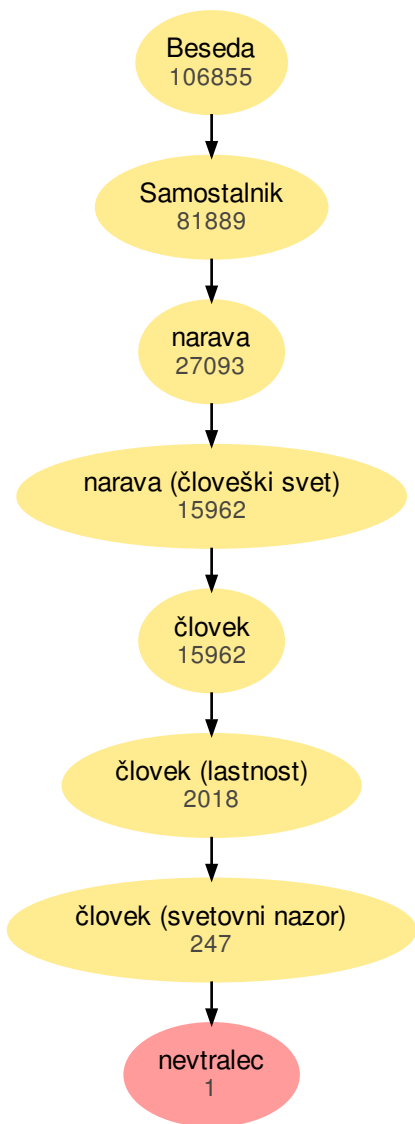 Beseda
106855
Samostalnik
81889
narava
27093
narava (človeški svet)
15962
človek
15962
človek (lastnost)
2018
človek (svetovni nazor)
247
nevtralec
1